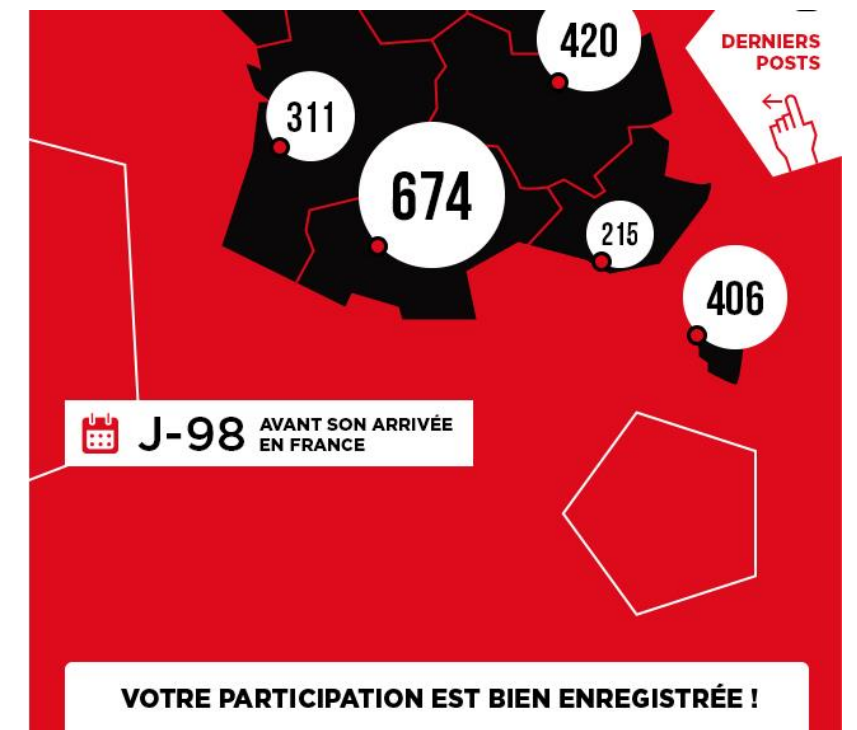 420
DERNIERS
POSTS
311
674
215
406
J-98 AVANT SON ARRIVÉE
EN FRANCE
VOTRE PARTICIPATION EST BIEN ENREGISTRÉE !